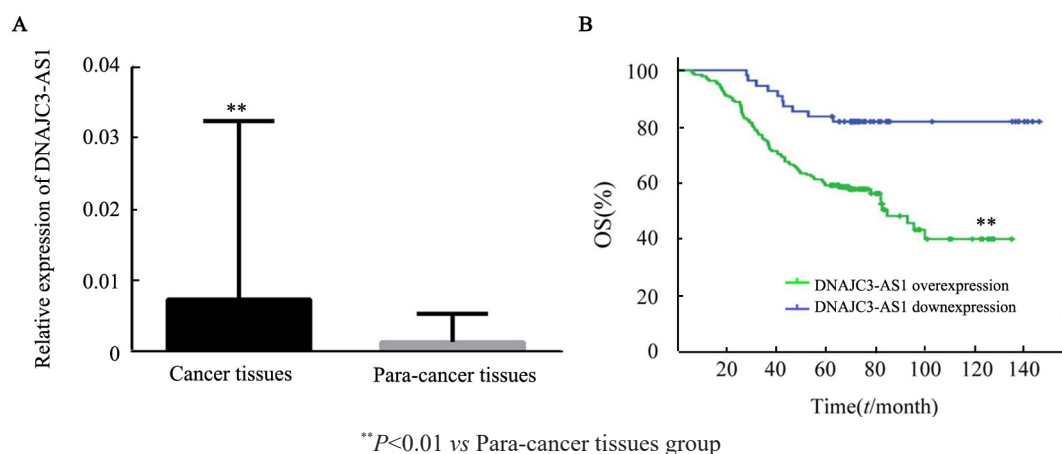 A
Relative expression of DNAJC3-AS1
0.04
0.03
0.02
0.01
0
**
Cancer tissues
Para-cancer tissues
B
OS(%)
100
80
60
40
20
0
**
DNAJC3-AS1 overexpression
DNAJC3-AS1 downexpression
20 40 60 80 100 120 140
Time(t/month)
**P<0.01 vs Para-cancer tissues group